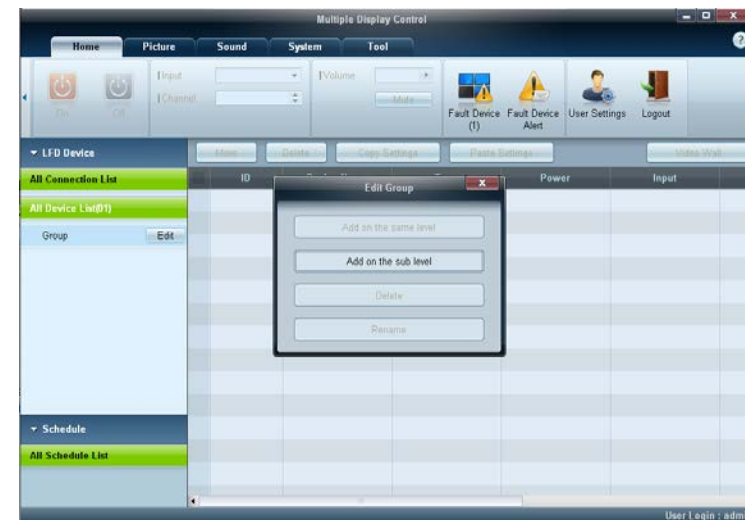 Multiple Display Control
Home Picture Sound System Tool
Input
Channel
On Off
Volume
Mute
Fault Device (1)
Fault Device Alert
User Settings
Logout
LFD Device
Move Delete Copy Settings Paste Settings Video Wall
All Connection List
ID Power Input
All Device List(01)
Group Edit
Edit Group
Add on the same level
Add on the sub level
Delete
Rename
Schedule
All Schedule List
User Login : adm